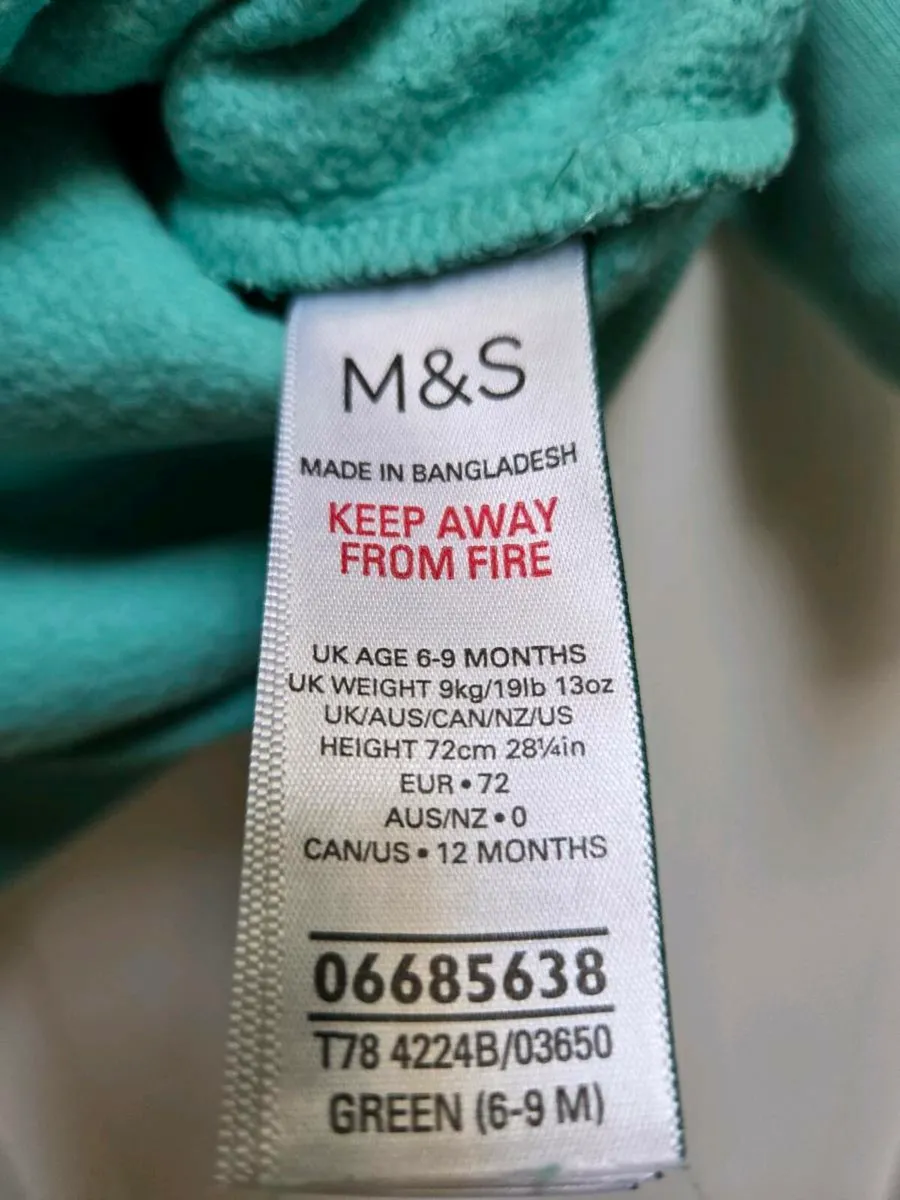 M&S
MADE IN BANGLADESH
KEEP AWAY
FROM FIRE
UK AGE 6-9 MONTHS
UK WEIGHT 9kg/19lb 13oz
UK/AUS/CAN/NZ/US
HEIGHT 72cm 28¼in
EUR • 72
AUS/NZ • 0
CAN/US • 12 MONTHS
06685638
T78 4224B/03650
GREEN (6-9 M)